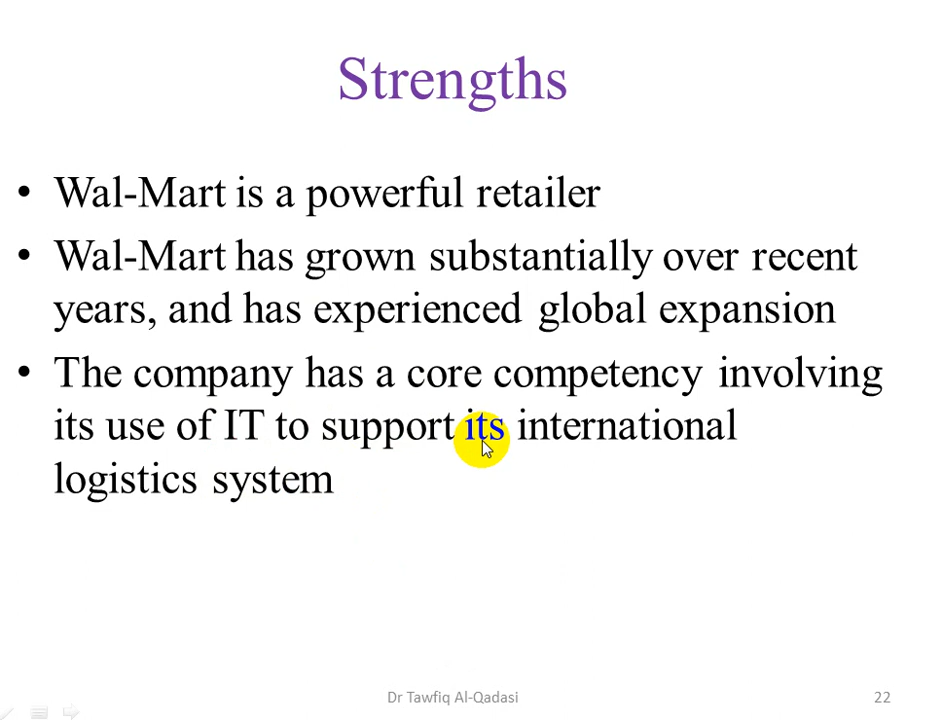 Strengths
• Wal-Mart is a powerful retailer
• Wal-Mart has grown substantially over recent
years, and has experienced global expansion
• The company has a core competency involving
its use of IT to support its international
logistics system
Dr Tawfiq Al-Qadasi 22